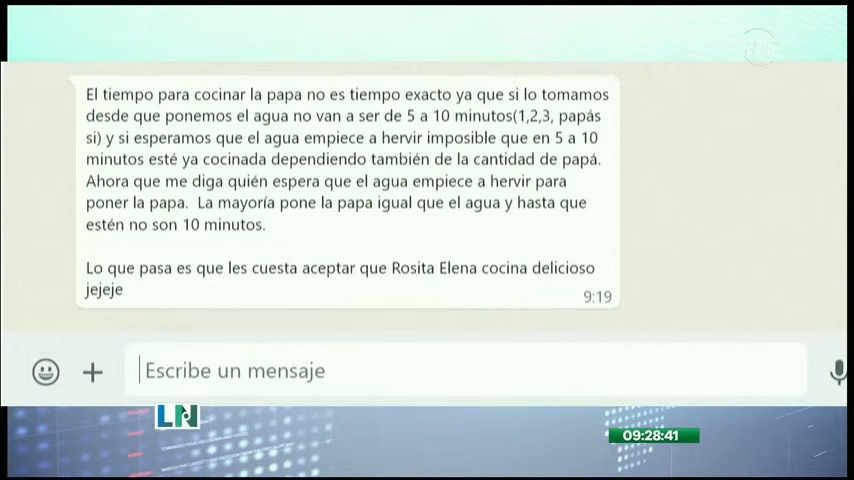 El tiempo para cocinar la papa no es tiempo exacto ya que si lo tomamos
desde que ponemos el agua no van a ser de 5 a 10 minutos(1,2,3, papás
si) y si esperamos que el agua empiece a hervir imposible que en 5 a 10
minutos esté ya cocinada dependiendo también de la cantidad de papá.
Ahora que me diga quién espera que el agua empiece a hervir para
poner la papa.  La mayoría pone la papa igual que el agua y hasta que
estén no son 10 minutos.
Lo que pasa es que les cuesta aceptar que Rosita Elena cocina delicioso
jejeje
9:19
Escribe un mensaje
LN
09:28:41